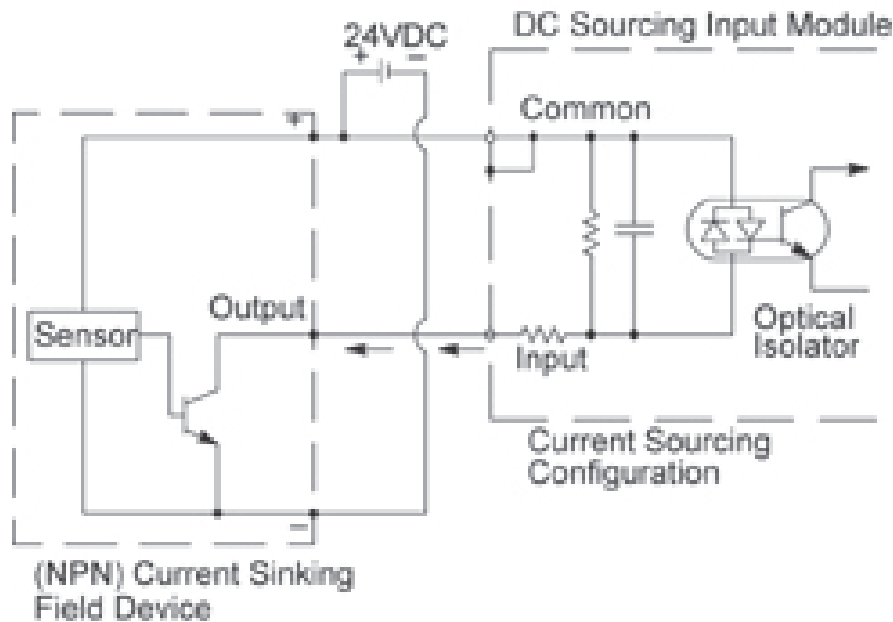 24VDC
+ −
DC Sourcing Input Module
+
Common
Output
Sensor
Input
Optical
Isolator
Current Sourcing
Configuration
−
(NPN) Current Sinking
Field Device